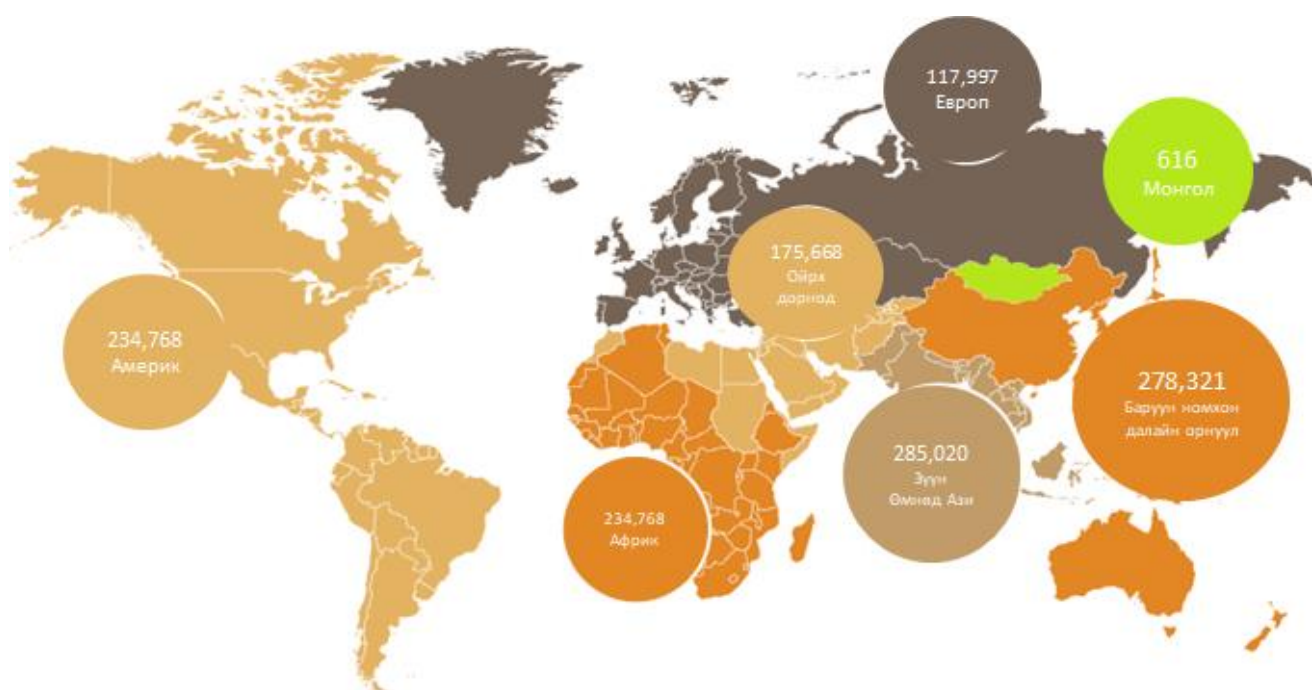 117,997
Европ
616
Монгол
175,668
Ойрх
дорнод
234,768
Америк
278,321
Баруун номхон
далайн орнуул
285,020
Зүүн
Өмнөд Ази
234,768
Африк